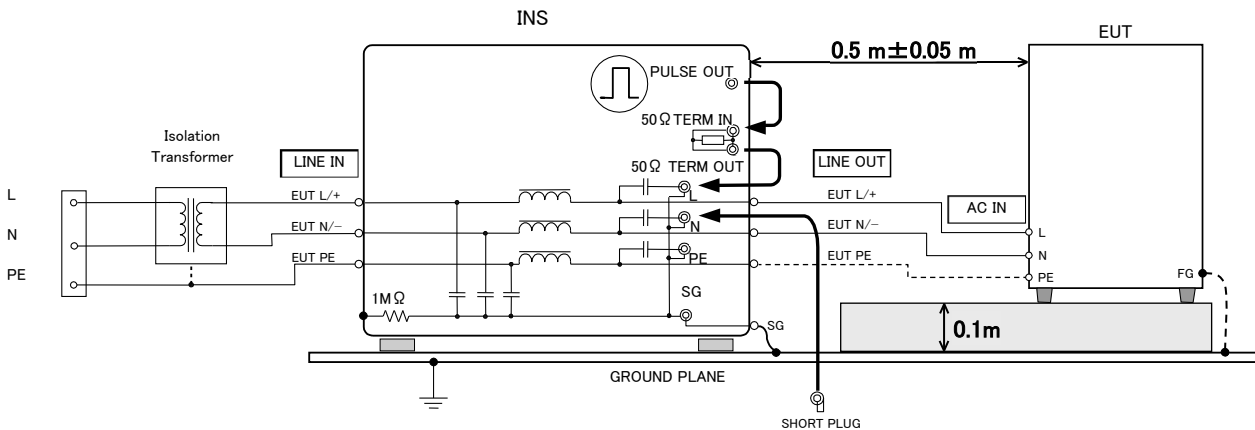 INS
EUT
0.5 m±0.05 m
PULSE OUT
50Ω TERM IN
Isolation
Transformer
LINE IN
50Ω TERM OUT
LINE OUT
L
EUT L/+
L
EUT L/+
AC IN
N
EUT N/−
N
EUT N/−
L
N
PE
EUT PE
PE
EUT PE
PE
FG
1MΩ
SG
SG
0.1m
GROUND PLANE
SHORT PLUG